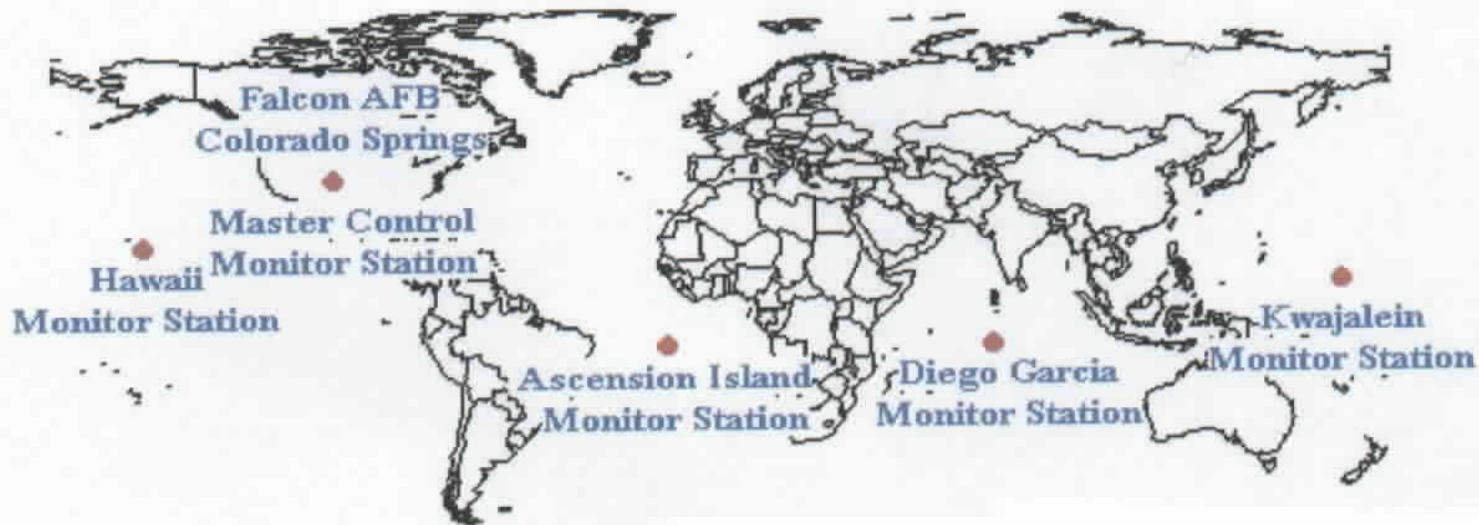 Falcon AFB
Colorado Springs
Master Control
Monitor Station
Hawaii
Monitor Station
Ascension Island
Monitor Station
Diego Garcia
Monitor Station
Kwajalein
Monitor Station